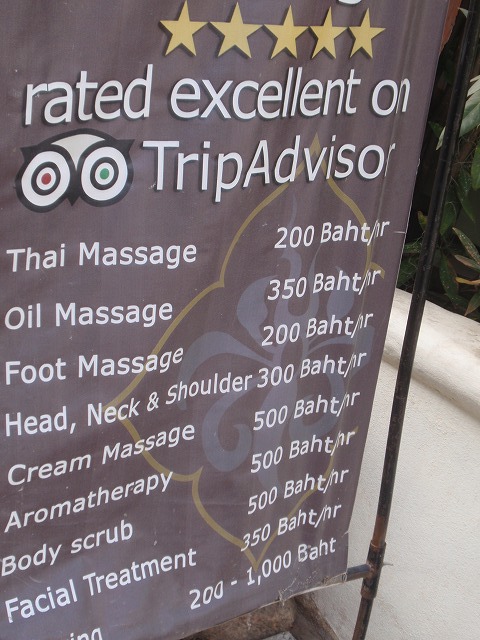 rated excellent on
TripAdvisor
Thai Massage 200 Baht/hr
Oil Massage 350 Baht/hr
Foot Massage 200 Baht/hr
Head, Neck & Shoulder 300 Baht/hr
Cream Massage 500 Baht/hr
Aromatherapy 500 Baht/hr
Body scrub 500 Baht/hr
Facial Treatment 350 Baht/hr
200 - 1,000 Baht